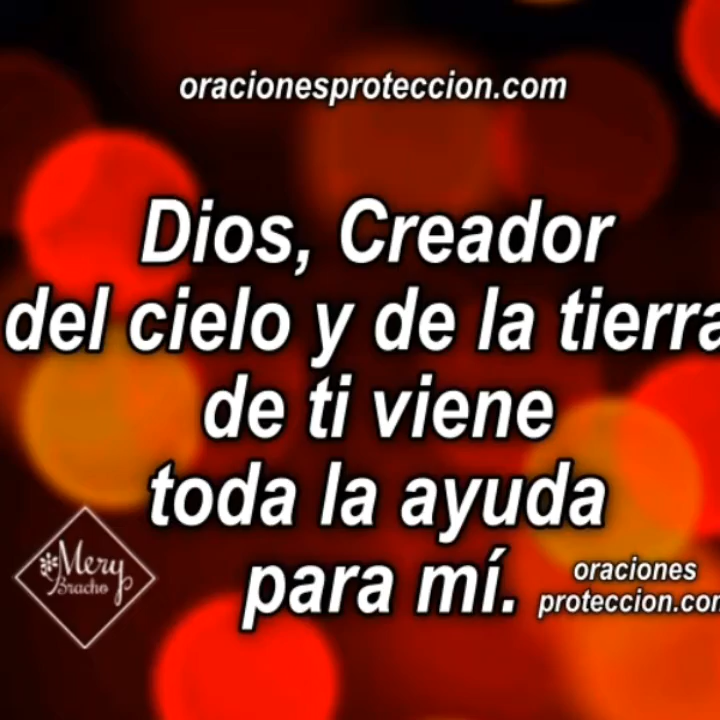 oracionesproteccion.com
Dios, Creador
del cielo y de la tierra
de ti viene
toda la ayuda
para mí.
oraciones
proteccion.com
Mery
Bracho